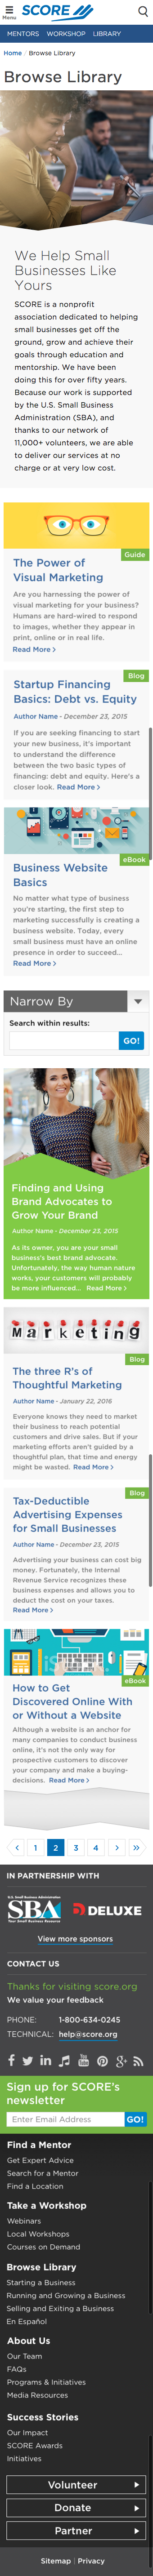 Menu
SCORE
MENTORS WORKSHOP LIBRARY
Home / Browse Library
Browse Library
We Help Small
Businesses Like
Yours
SCORE is a nonprofit
association dedicated to helping
small businesses get off the
ground, grow and achieve their
goals through education and
mentorship. We have been
doing this for over fifty years.
Because our work is supported
by the U.S. Small Business
Administration (SBA), and
thanks to our network of
11,000+ volunteers, we are able
to deliver our services at no
charge or at very low cost.
Guide
The Power of
Visual Marketing
Are you harnessing the power of
visual marketing for your business?
Humans are hard-wired to respond
to images, whether they appear in
print, online or in real life.
Read More >
Blog
Startup Financing
Basics: Debt vs. Equity
Author Name - December 23, 2015
If you are seeking financing to start
your new business, it's important
to understand the difference
between the two basic types of
financing: debt and equity. Here's a
closer look. Read More >
eBook
Business Website
Basics
No matter what type of business
you're starting, the first step to
marketing successfully is creating a
business website. Today, every
small business must have an online
presence in order to succeed...
Read More >
Narrow By
Search within results:
GO!
Finding and Using
Brand Advocates to
Grow Your Brand
Author Name - December 23, 2015
As its owner, you are your small
business's best brand advocate.
Unfortunately, the way human nature
works, your customers will probably
be more influenced... Read More >
Marketing
Blog
The three R's of
Thoughtful Marketing
Author Name - January 22, 2016
Everyone knows they need to market
their business to reach potential
customers and drive sales. But if your
marketing efforts aren't guided by a
thoughtful plan, that time and energy
might be wasted. Read More >
Blog
Tax-Deductible
Advertising Expenses
for Small Businesses
Author Name - December 23, 2015
Advertising your business can cost big
money. Fortunately, the Internal
Revenue Service recognizes these
business expenses and allows you to
deduct the cost on your taxes.
Read More >
eBook
How to Get
Discovered Online With
or Without a Website
Although a website is an anchor for
many companies to conduct business
online, it's not the only way for
prospective customers to discover
your company and make a buying-
decisions. Read More >
< 1 2 3 4 > >>
IN PARTNERSHIP WITH
U.S. Small Business Administration
SBA
Your Small Business Resource
DELUXE
View more sponsors
CONTACT US
Thanks for visiting score.org
We value your feedback
PHONE: 1-800-634-0245
TECHNICAL: help@score.org
Sign up for SCORE's
newsletter
Enter Email Address GO!
Find a Mentor
Get Expert Advice
Search for a Mentor
Find a Location
Take a Workshop
Webinars
Local Workshops
Courses on Demand
Browse Library
Starting a Business
Running and Growing a Business
Selling and Exiting a Business
En Español
About Us
Our Team
FAQs
Programs & Initiatives
Media Resources
Success Stories
Our Impact
SCORE Awards
Initiatives
Volunteer
Donate
Partner
Sitemap | Privacy